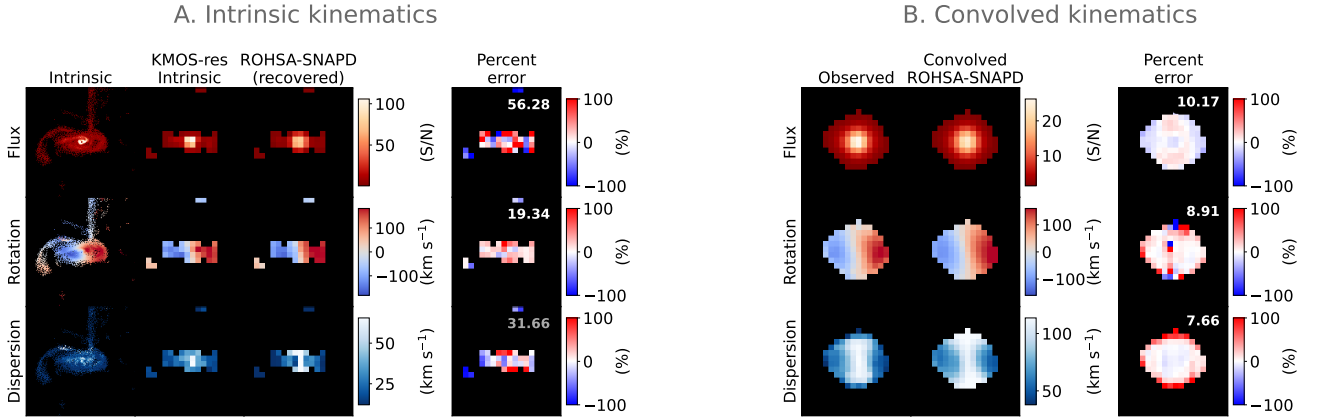 A. Intrinsic kinematics
B. Convolved kinematics
Intrinsic
KMOS-res
Intrinsic
ROHSA-SNAPD
(recovered)
Percent
error
Observed
Convolved
ROHSA-SNAPD
Percent
error
Flux
100
50
(S/N)
56.28
100
0
−100
(%)
Flux
20
10
(S/N)
10.17
100
0
−100
(%)
Rotation
100
0
−100
(km s⁻¹)
19.34
100
0
−100
(%)
Rotation
100
0
−100
(km s⁻¹)
8.91
100
0
−100
(%)
Dispersion
50
25
(km s⁻¹)
31.66
100
0
−100
(%)
Dispersion
100
50
(km s⁻¹)
7.66
100
0
−100
(%)